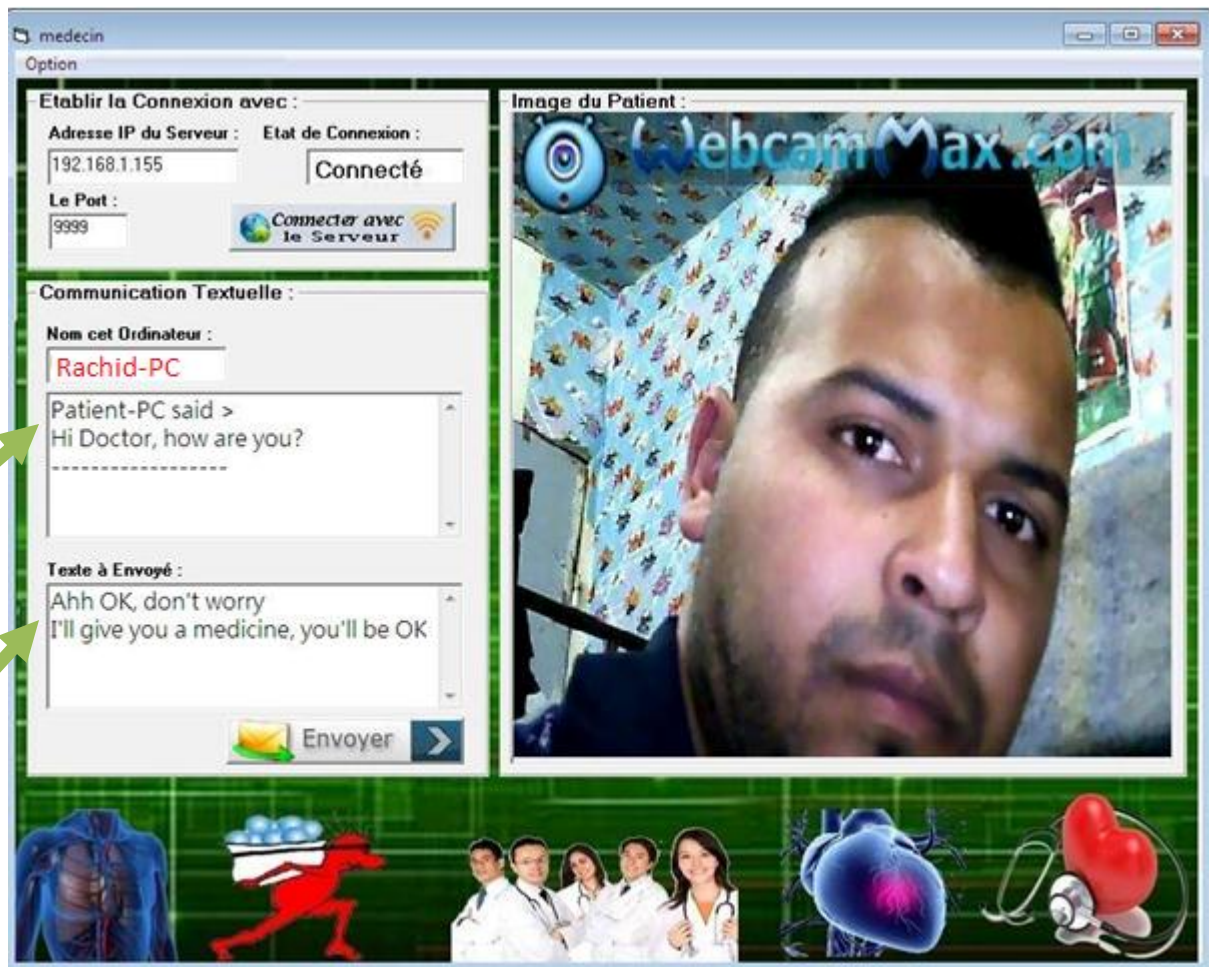 medecin
Option
Etablir la Connexion avec :
Adresse IP du Serveur :
Etat de Connexion :
192.168.1.155
Connecté
Le Port :
9999
Connecter avec
le Serveur
Communication Textuelle :
Nom cet Ordinateur :
Rachid-PC
Patient-PC said >
Hi Doctor, how are you?
------------------
Texte à Envoyé :
Ahh OK, don't worry
I'll give you a medicine, you'll be OK
Envoyer
Image du Patient :
WebcamMax.com